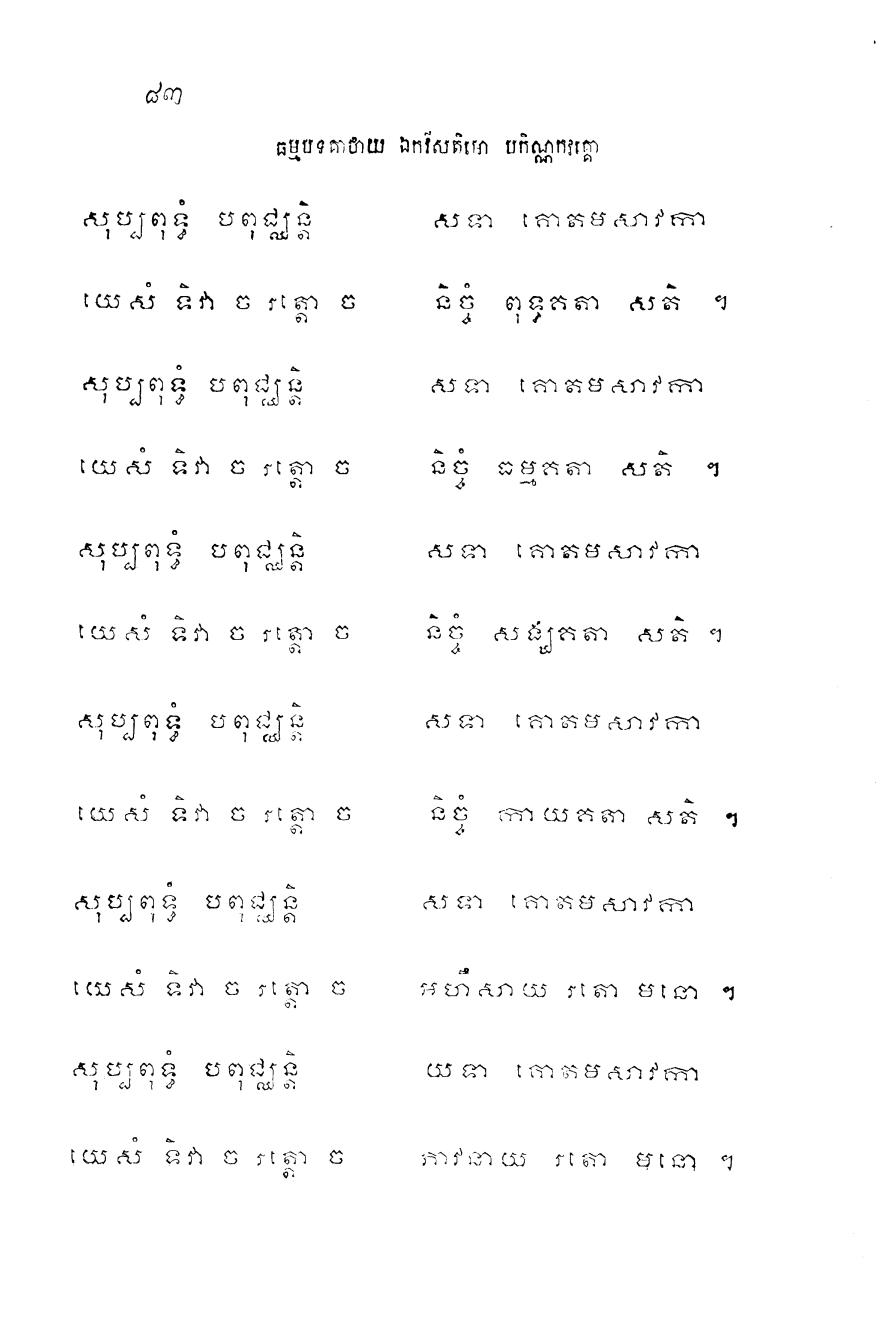 ៨៣
ធម្មបទគាថាយ ឯកវីសតិមោ បកិណ្ណកវគ្គោ
សុប្បពុទ្ធំ បពុជ្ឈន្តិ សទា គោតមសាវកា
យេសំ ទិវា ច រត្តោ ច និច្ចំ ពុទ្ធគតា សតិ ។
សុប្បពុទ្ធំ បពុជ្ឈន្តិ សទា គោតមសាវកា
យេសំ ទិវា ច រត្តោ ច និច្ចំ ធម្មគតា សតិ ។
សុប្បពុទ្ធំ បពុជ្ឈន្តិ សទា គោតមសាវកា
យេសំ ទិវា ច រត្តោ ច និច្ចំ សង្ឃគតា សតិ ។
សុប្បពុទ្ធំ បពុជ្ឈន្តិ សទា គោតមសាវកា
យេសំ ទិវា ច រត្តោ ច និច្ចំ កាយគតា សតិ ។
សុប្បពុទ្ធំ បពុជ្ឈន្តិ សទា គោតមសាវកា
យេសំ ទិវា ច រត្តោ ច អហឹសាយ រតោ មនោ ។
សុប្បពុទ្ធំ បពុជ្ឈន្តិ យទា គោតមសាវកា
យេសំ ទិវា ច រត្តោ ច ភាវនាយ រតោ មនោ ។